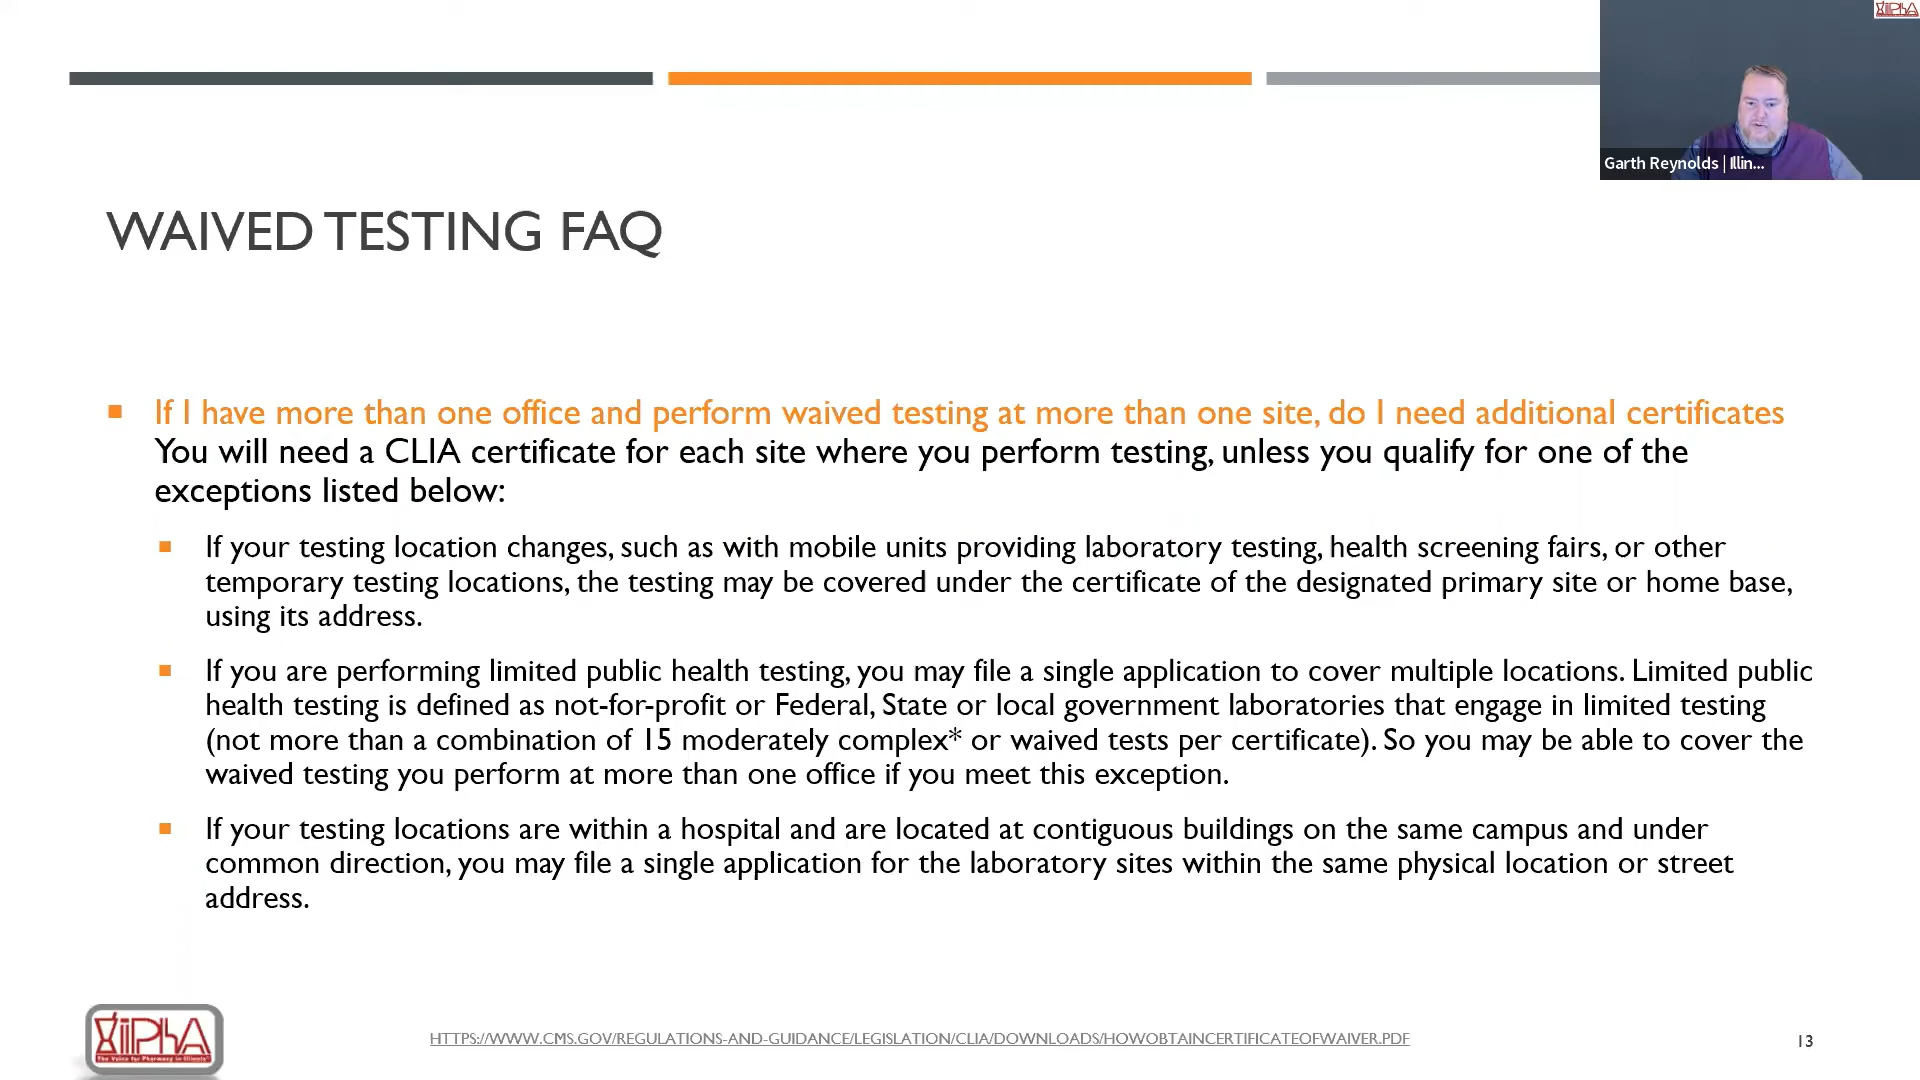 IPhA
Garth Reynolds | Illin...
WAIVED TESTING FAQ
If I have more than one office and perform waived testing at more than one site, do I need additional certificates
You will need a CLIA certificate for each site where you perform testing, unless you qualify for one of the
exceptions listed below:
If your testing location changes, such as with mobile units providing laboratory testing, health screening fairs, or other
temporary testing locations, the testing may be covered under the certificate of the designated primary site or home base,
using its address.
If you are performing limited public health testing, you may file a single application to cover multiple locations. Limited public
health testing is defined as not-for-profit or Federal, State or local government laboratories that engage in limited testing
(not more than a combination of 15 moderately complex* or waived tests per certificate). So you may be able to cover the
waived testing you perform at more than one office if you meet this exception.
If your testing locations are within a hospital and are located at contiguous buildings on the same campus and under
common direction, you may file a single application for the laboratory sites within the same physical location or street
address.
IPhA
The Voice for Pharmacy in Illinois
HTTPS://WWW.CMS.GOV/REGULATIONS-AND-GUIDANCE/LEGISLATION/CLIA/DOWNLOADS/HOWOBTAINCERTIFICATEOFWAIVER.PDF
13